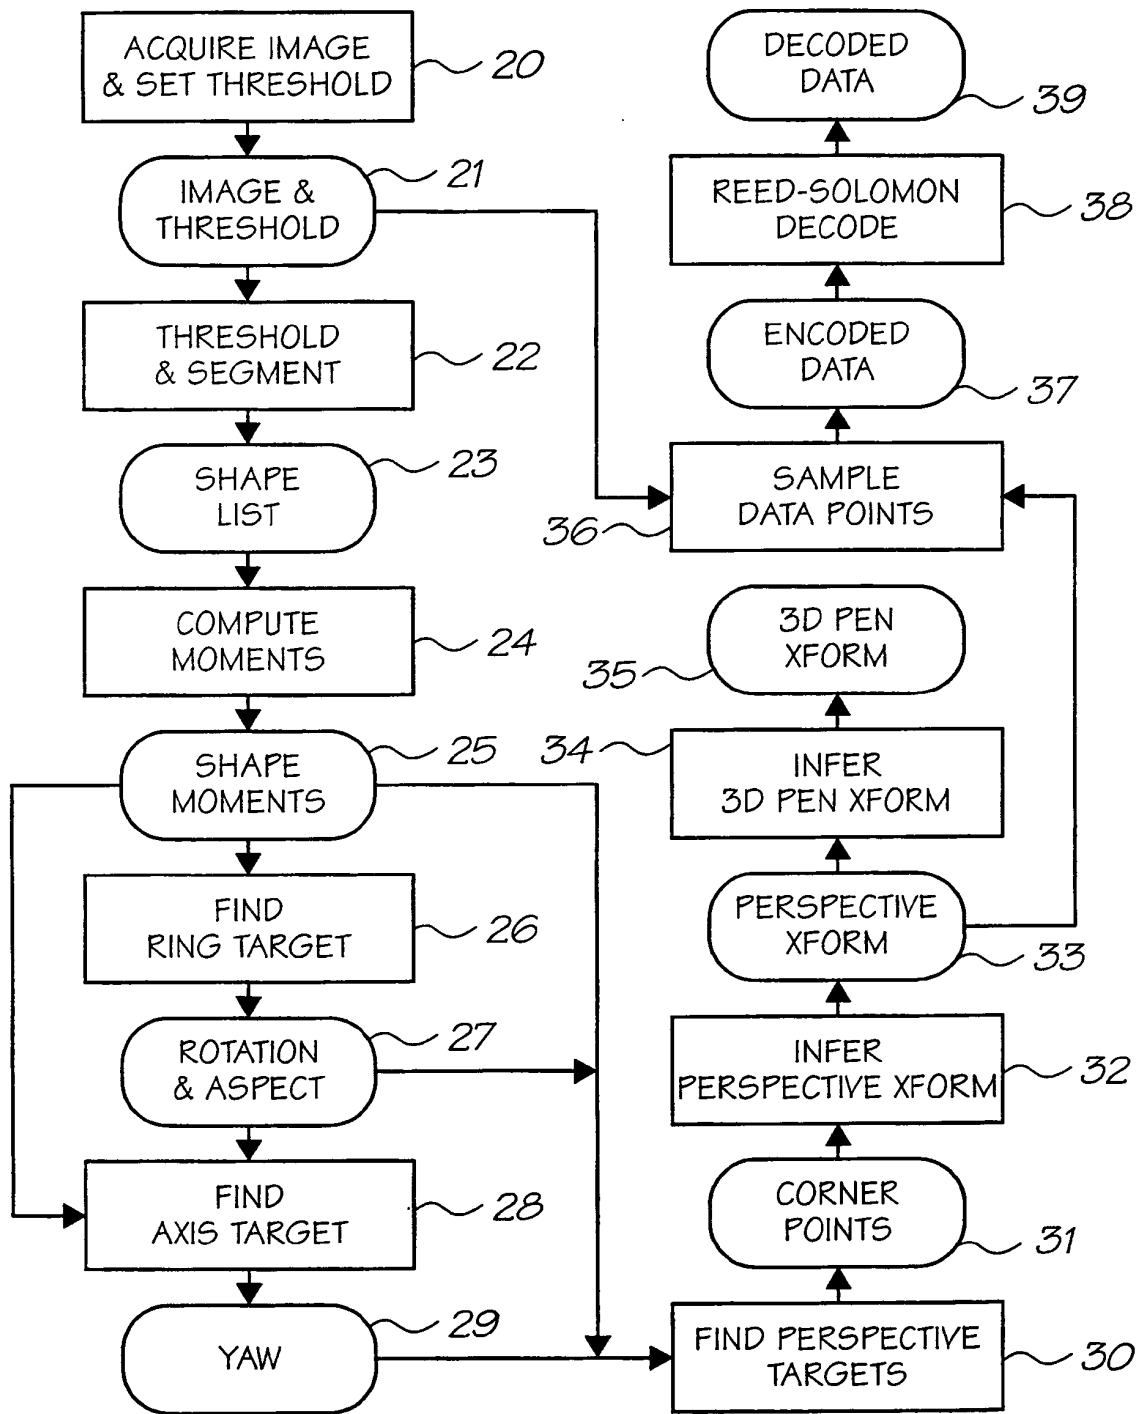 ACQUIRE IMAGE
& SET THRESHOLD
20
IMAGE &
THRESHOLD
21
THRESHOLD
& SEGMENT
22
SHAPE
LIST
23
COMPUTE
MOMENTS
24
SHAPE
MOMENTS
25
FIND
RING TARGET
26
ROTATION
& ASPECT
27
FIND
AXIS TARGET
28
YAW
29
DECODED
DATA
39
REED-SOLOMON
DECODE
38
ENCODED
DATA
37
SAMPLE
DATA POINTS
36
3D PEN
XFORM
35
INFER
3D PEN XFORM
34
PERSPECTIVE
XFORM
33
INFER
PERSPECTIVE XFORM
32
CORNER
POINTS
31
FIND PERSPECTIVE
TARGETS
30